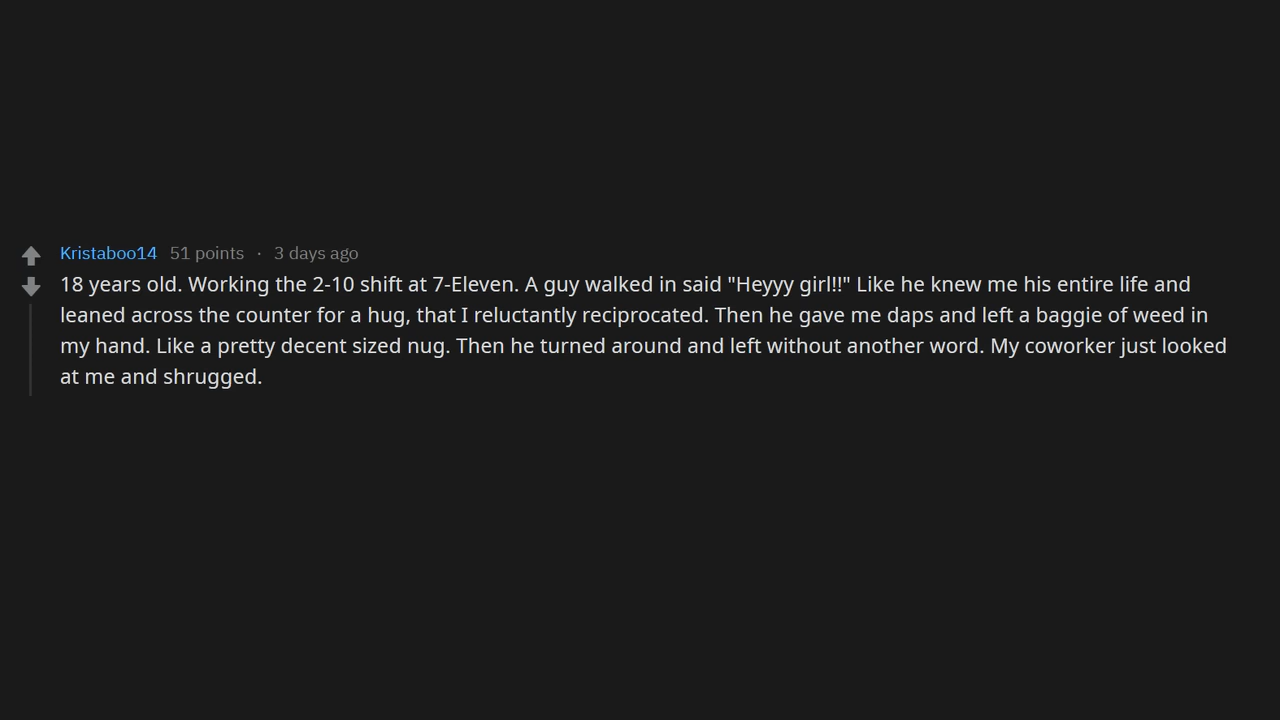 Kristaboo14 51 points · 3 days ago
18 years old. Working the 2-10 shift at 7-Eleven. A guy walked in said "Heyyy girl!!" Like he knew me his entire life and
leaned across the counter for a hug, that I reluctantly reciprocated. Then he gave me daps and left a baggie of weed in
my hand. Like a pretty decent sized nug. Then he turned around and left without another word. My coworker just looked
at me and shrugged.